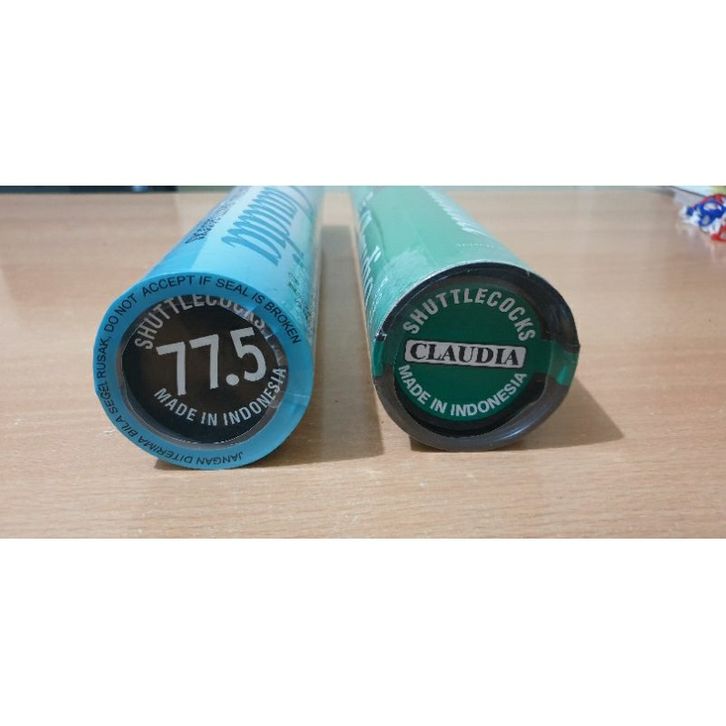 JANGAN DITERIMA BILA SEGEL RUSAK, DO NOT ACCEPT IF SEAL IS BROKEN
SHUTTLECOCKS
77.5
MADE IN INDONESIA
SHUTTLECOCKS
CLAUDIA
MADE IN INDONESIA